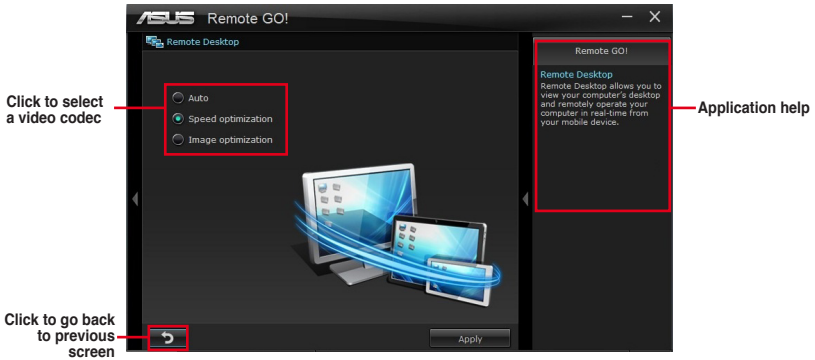 ASUS Remote GO!
Remote Desktop
Auto
Speed optimization
Image optimization
Apply
Remote GO!
Remote Desktop
Remote Desktop allows you to
view your computer's desktop
and remotely operate your
computer in real-time from
your mobile device.
Click to select
a video codec
Application help
Click to go back
to previous
screen